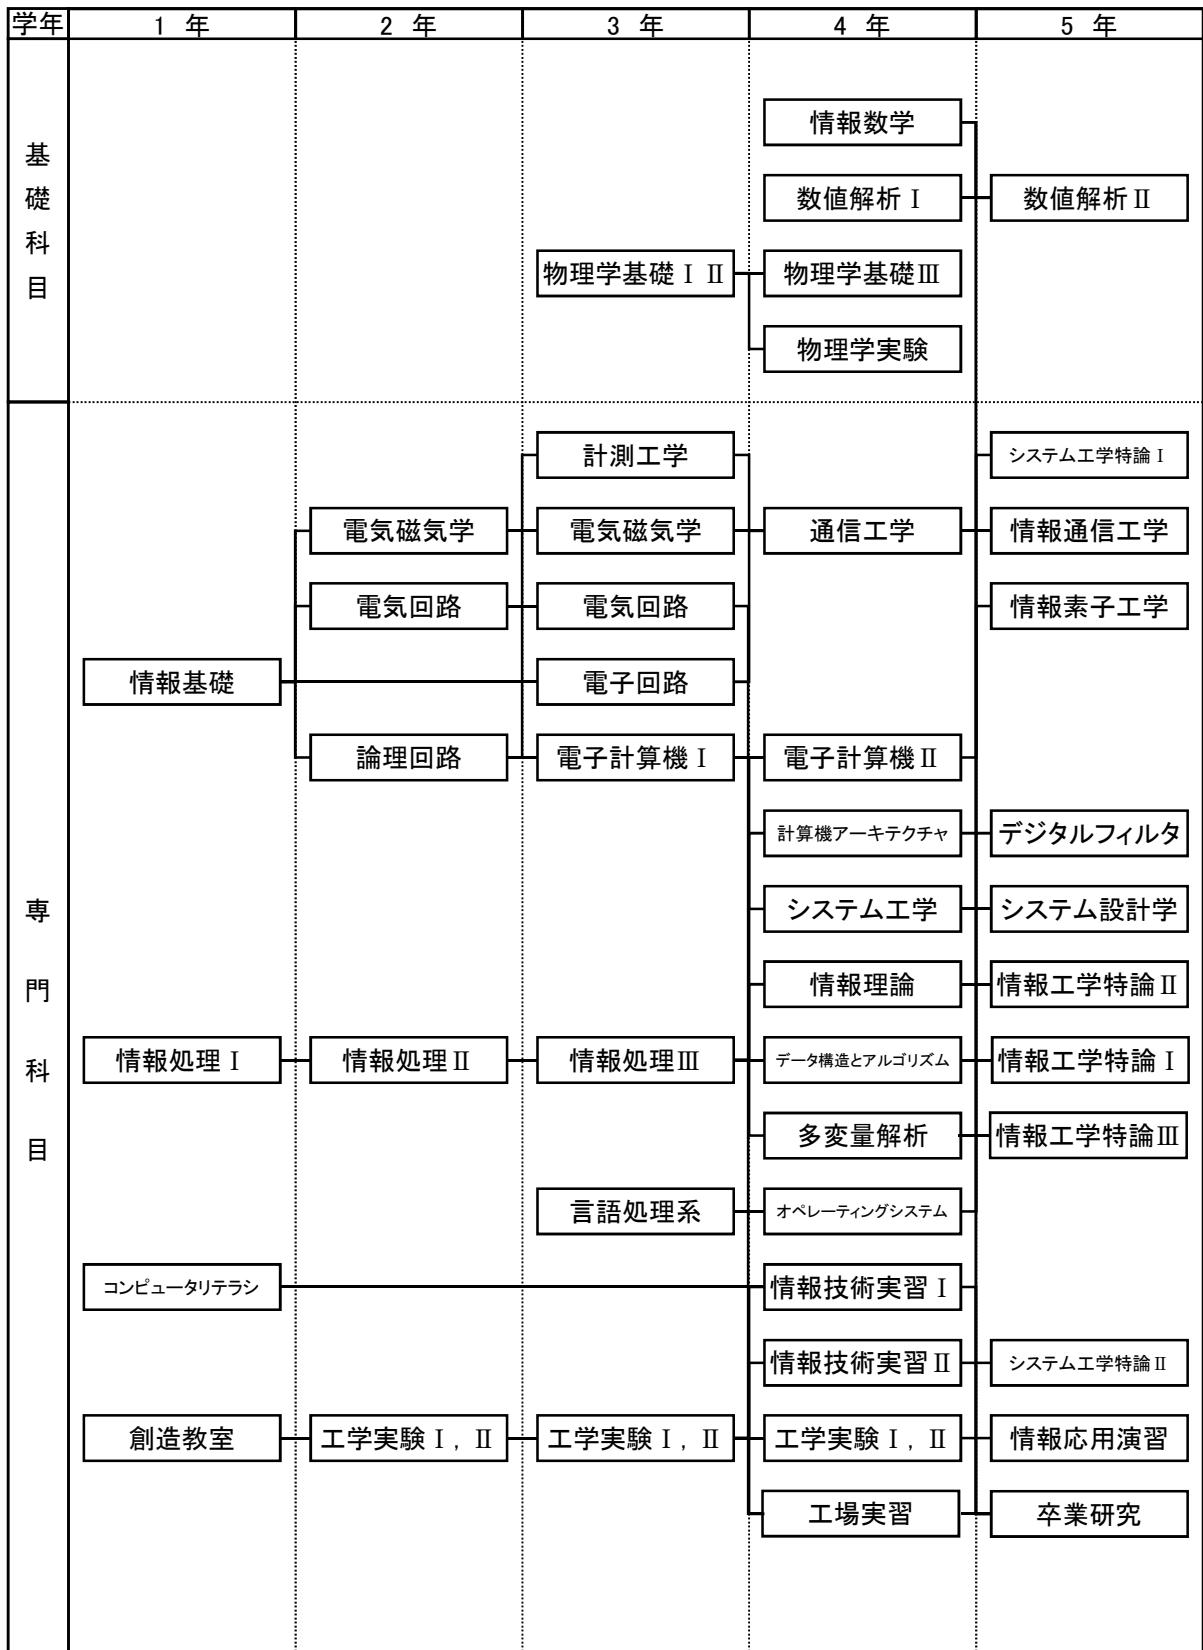 学年 1 年 2 年 3 年 4 年 5 年
基礎科目
情報数学
数値解析Ⅰ 数値解析Ⅱ
物理学基礎Ⅰ Ⅱ 物理学基礎Ⅲ
物理学実験
専門科目
計測工学 システム工学特論Ⅰ
電気磁気学 電気磁気学 通信工学 情報通信工学
電気回路 電気回路 情報素子工学
情報基礎 電子回路
論理回路 電子計算機Ⅰ 電子計算機Ⅱ
計算機アーキテクチャ デジタルフィルタ
システム工学 システム設計学
情報理論 情報工学特論Ⅱ
情報処理Ⅰ 情報処理Ⅱ 情報処理Ⅲ データ構造とアルゴリズム 情報工学特論Ⅰ
多変量解析 情報工学特論Ⅲ
言語処理系 オペレーティングシステム
コンピュータリテラシ 情報技術実習Ⅰ
情報技術実習Ⅱ システム工学特論Ⅱ
創造教室 工学実験Ⅰ，Ⅱ 工学実験Ⅰ，Ⅱ 工学実験Ⅰ，Ⅱ 情報応用演習
工場実習 卒業研究